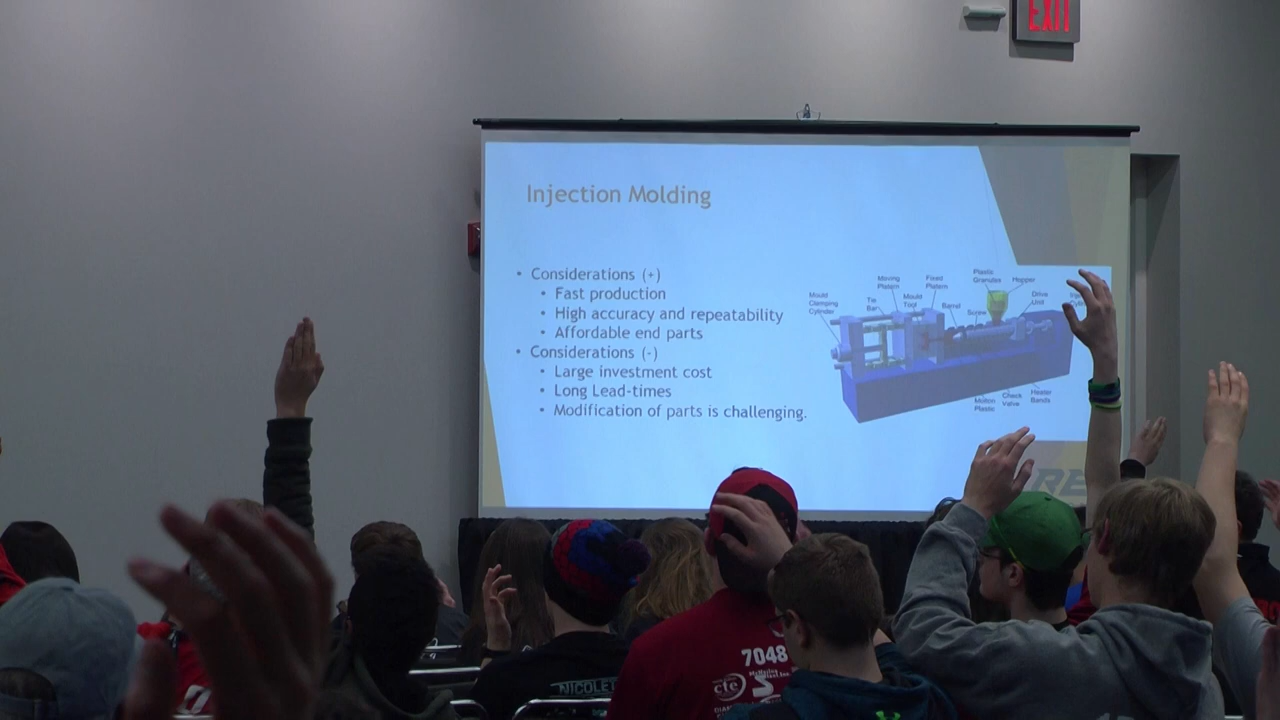 EXIT
Injection Molding
• Considerations (+)
• Fast production
• High accuracy and repeatability
• Affordable end parts
• Considerations (-)
• Large investment cost
• Long Lead-times
• Modification of parts is challenging.
Mould Clamping Cylinder
Tie Bar
Moving Platen
Mould Tool
Fixed Platen
Barrel
Screw
Plastic Granules
Hopper
Drive Unit
Molten Plastic
Check Valve
Heater Bands
NICOLET
7048
cte